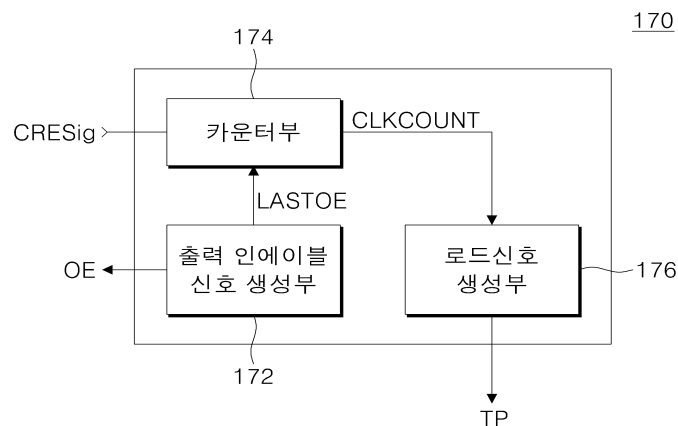 170
174
CRESig
카운터부
CLKCOUNT
LASTOE
OE
출력 인에이블
신호 생성부
로드신호
생성부
176
172
TP